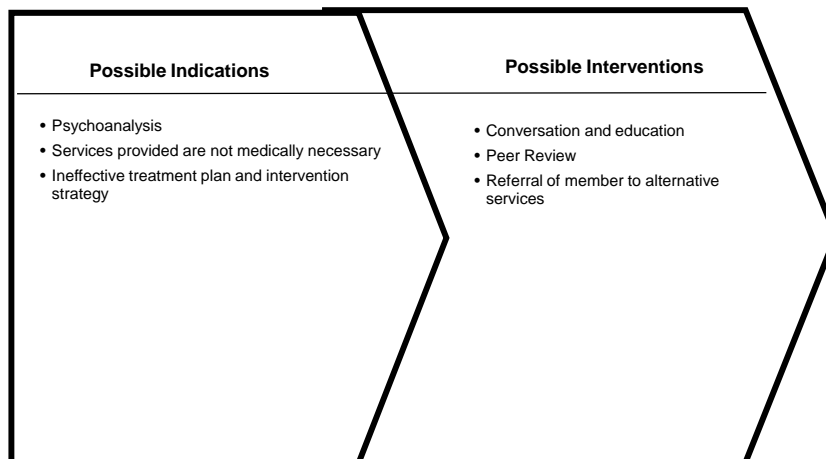 Possible Indications
• Psychoanalysis
• Services provided are not medically necessary
• Ineffective treatment plan and intervention
strategy
Possible Interventions
• Conversation and education
• Peer Review
• Referral of member to alternative
services